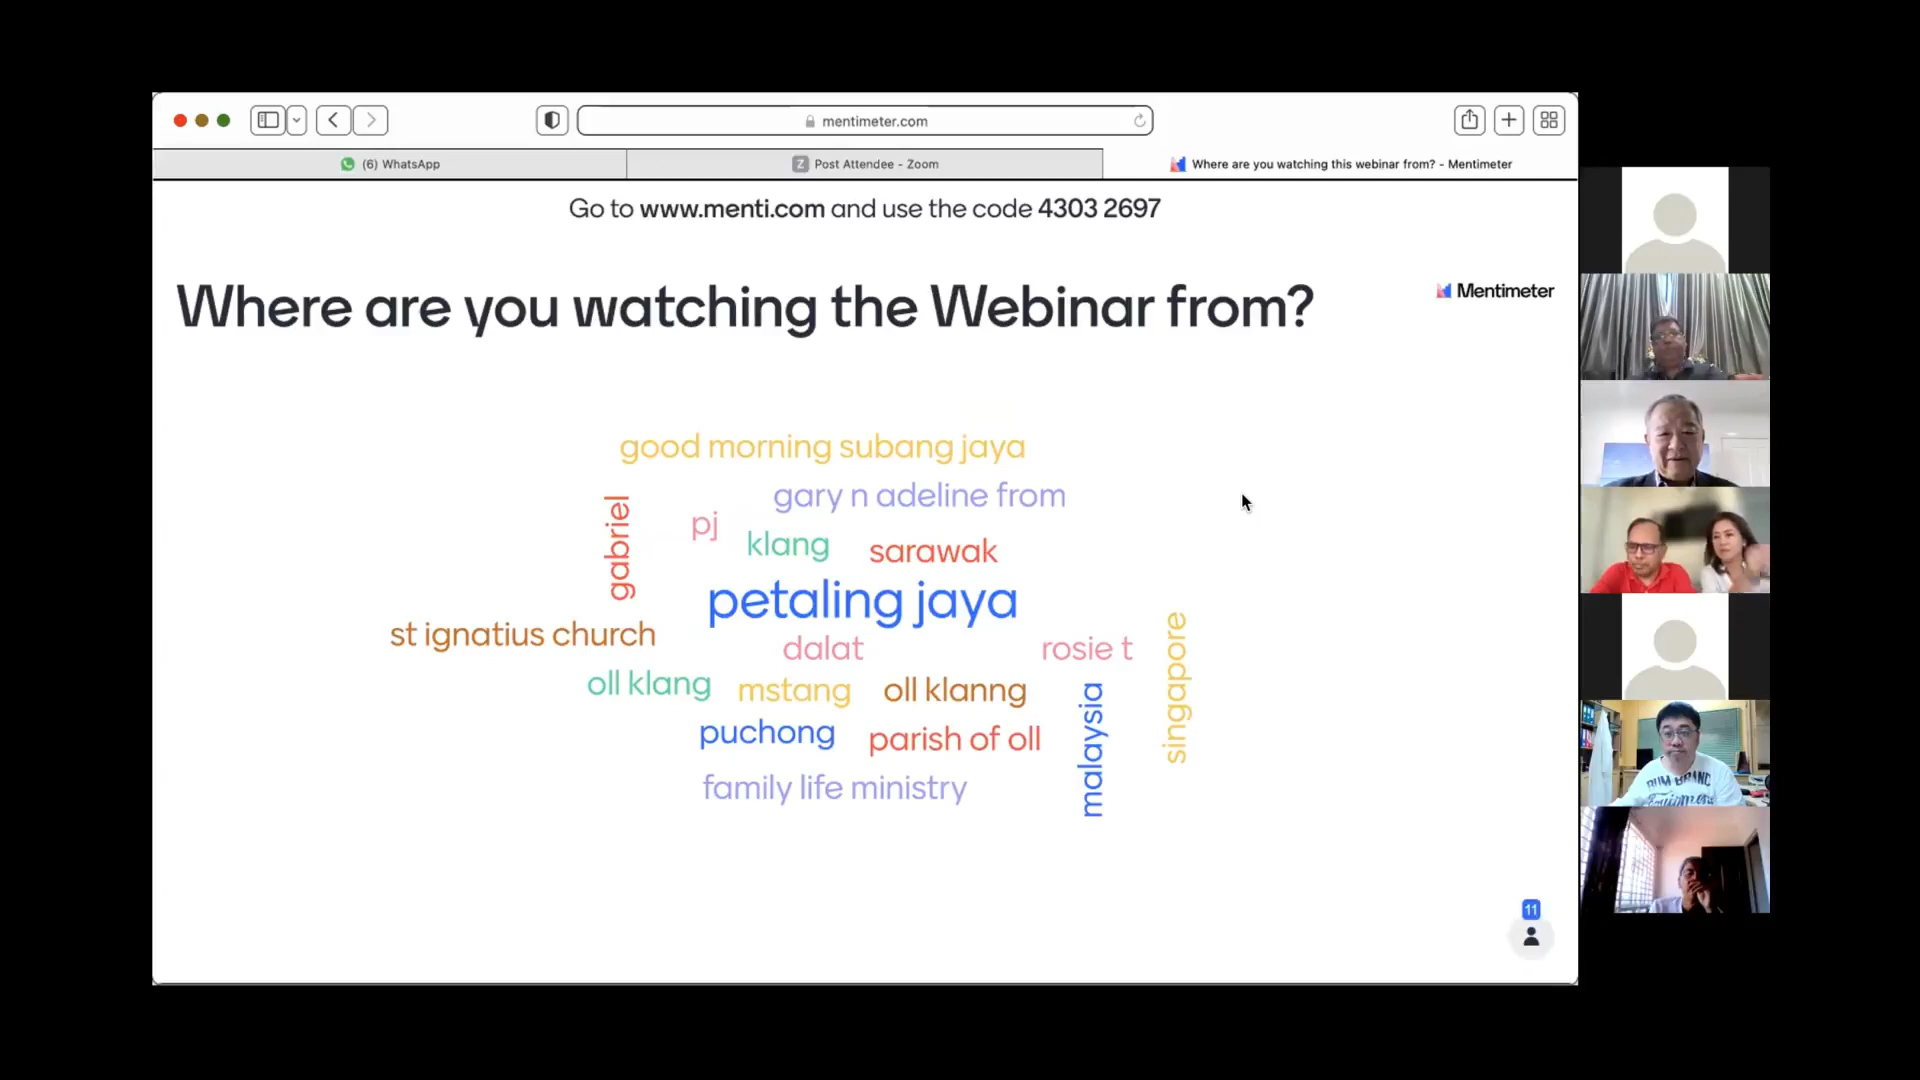 mentimeter.com
(6) WhatsApp
Z Post Attendee - Zoom
Where are you watching this webinar from? - Mentimeter
Go to www.menti.com and use the code 4303 2697
Where are you watching the Webinar from?
Mentimeter
good morning subang jaya
gary n adeline from
gabriel
pj
klang
sarawak
petaling jaya
st ignatius church
dalat
rosie t
singapore
oll klang
mstang
oll klanng
malaysia
puchong
parish of oll
family life ministry
11